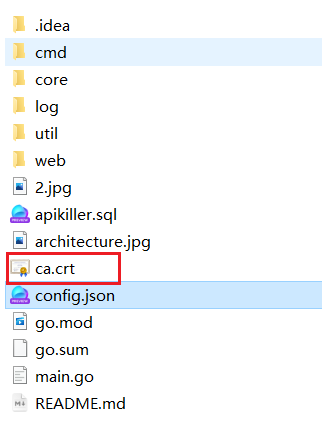 .idea
cmd
core
log
util
web
2.jpg
apikiller.sql
architecture.jpg
ca.crt
config.json
go.mod
go.sum
main.go
README.md